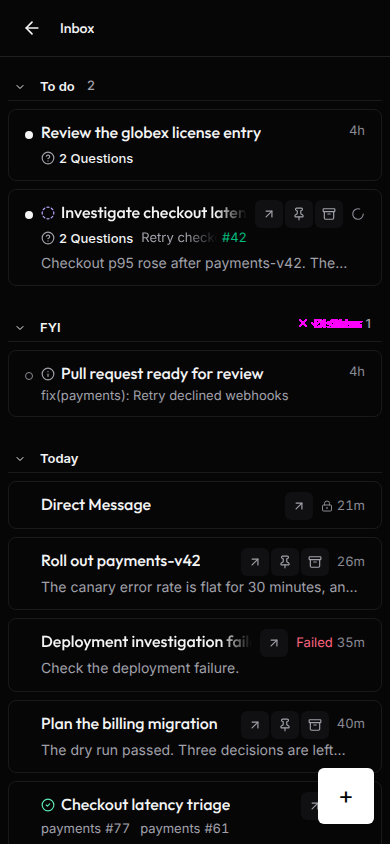 Inbox
To do 2
Review the globex license entry 4h
2 Questions
Investigate checkout laten
2 Questions Retry check #42
Checkout p95 rose after payments-v42. The...
FYI 1
Pull request ready for review 4h
fix(payments): Retry declined webhooks
Today
Direct Message 21m
Roll out payments-v42 26m
The canary error rate is flat for 30 minutes, an...
Deployment investigation fail Failed 35m
Check the deployment failure.
Plan the billing migration 40m
The dry run passed. Three decisions are left...
Checkout latency triage
payments #77 payments #61